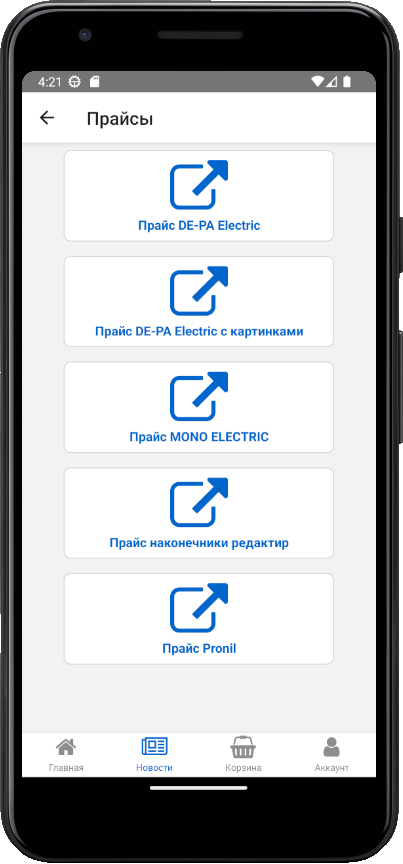 4:21
Прайсы
Прайс DE-PA Electric
Прайс DE-PA Electric с картинками
Прайс MONO ELECTRIC
Прайс наконечники редактир
Прайс Pronil
Главная
Новости
Корзина
Аккаунт